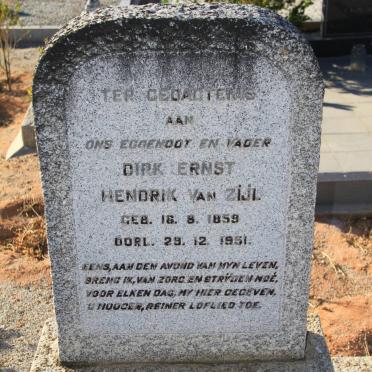 TER GEDAGTENIS
AAN
ONS EGGENOOT EN VADER
DIRK ERNST
HENDRIK VAN ZÌJL
GEB. 16. 8. 1859
OORL. 29. 12. 1951.
EENS, AAN DEN AVOND VAN MYN LEVEN,
BRENG IK, VAN ZORG EN STRYDEN MOÊ,
VOOR ELKEN DAG, MY HIER GEGEVEN,
U HOOGER, REINER LOFLIED TOE.